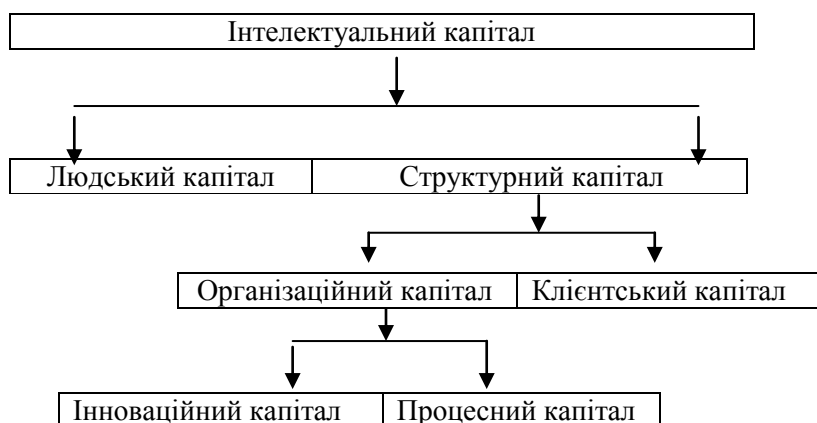 Інтелектуальний капітал
Людський капітал Структурний капітал
Організаційний капітал Клієнтський капітал
Інноваційний капітал Процесний капітал